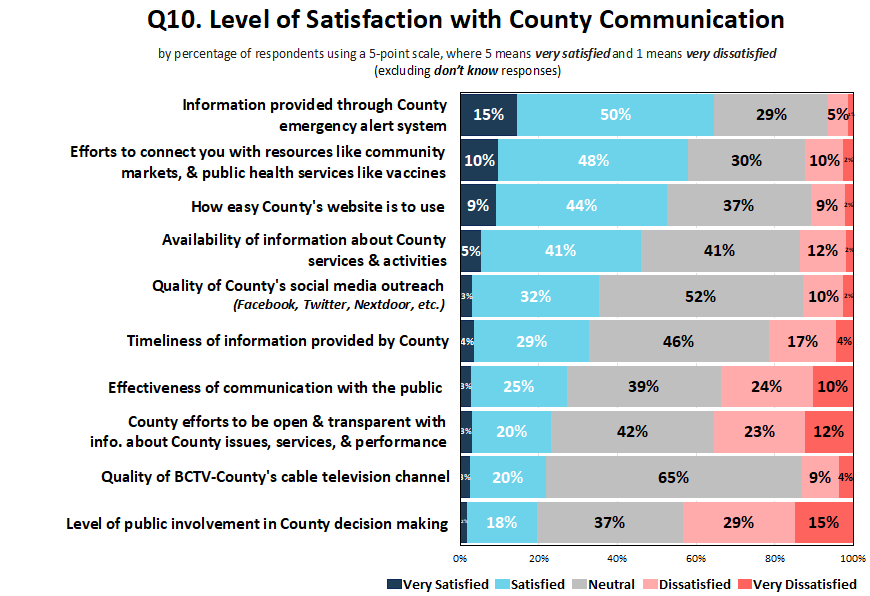 Q10. Level of Satisfaction with County Communication
by percentage of respondents using a 5-point scale, where 5 means very satisfied and 1 means very dissatisfied
(excluding don't know responses)
Information provided through County
emergency alert system
15% 50% 29% 5%
Efforts to connect you with resources like community
markets, & public health services like vaccines
10% 48% 30% 10% 2%
How easy County's website is to use
9% 44% 37% 9% 2%
Availability of information about County
services & activities
5% 41% 41% 12% 2%
Quality of County's social media outreach
(Facebook, Twitter, Nextdoor, etc.)
3% 32% 52% 10% 2%
Timeliness of information provided by County
4% 29% 46% 17% 4%
Effectiveness of communication with the public
3% 25% 39% 24% 10%
County efforts to be open & transparent with
info. about County issues, services, & performance
3% 20% 42% 23% 12%
Quality of BCTV-County's cable television channel
3% 20% 65% 9% 4%
Level of public involvement in County decision making
2% 18% 37% 29% 15%
0% 20% 40% 60% 80% 100%
Very Satisfied Satisfied Neutral Dissatisfied Very Dissatisfied